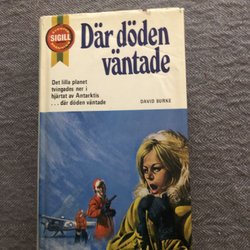 SIGILL
Där döden
väntade
Det lilla planet
tvingades ner i
hjärtat av Antarktis
... där döden väntade
DAVID BURKE